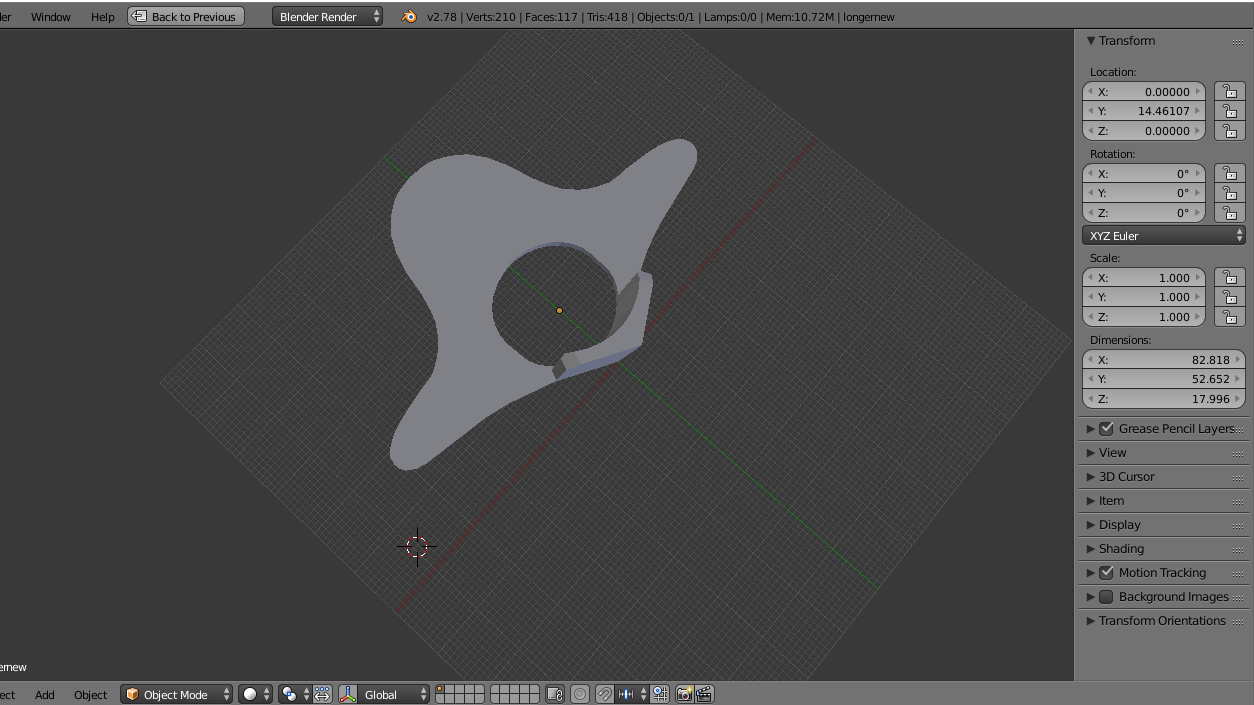 der Window Help Back to Previous Blender Render v2.78 | Verts:210 | Faces:117 | Tris:418 | Objects:0/1 | Lamps:0/0 | Mem:10.72M | longernew
Transform
Location:
X: 0.00000
Y: 14.46107
Z: 0.00000
Rotation:
X: 0°
Y: 0°
Z: 0°
XYZ Euler
Scale:
X: 1.000
Y: 1.000
Z: 1.000
Dimensions:
X: 82.818
Y: 52.652
Z: 17.996
Grease Pencil Layers
View
3D Cursor
Item
Display
Shading
Motion Tracking
Background Images
Transform Orientations
ernew
ect Add Object Object Mode Global